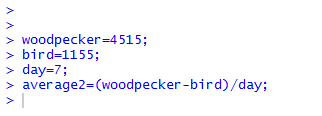 >
>
> woodpecker=4515;
> bird=1155;
> day=7;
> average2=(woodpecker-bird)/day;
>